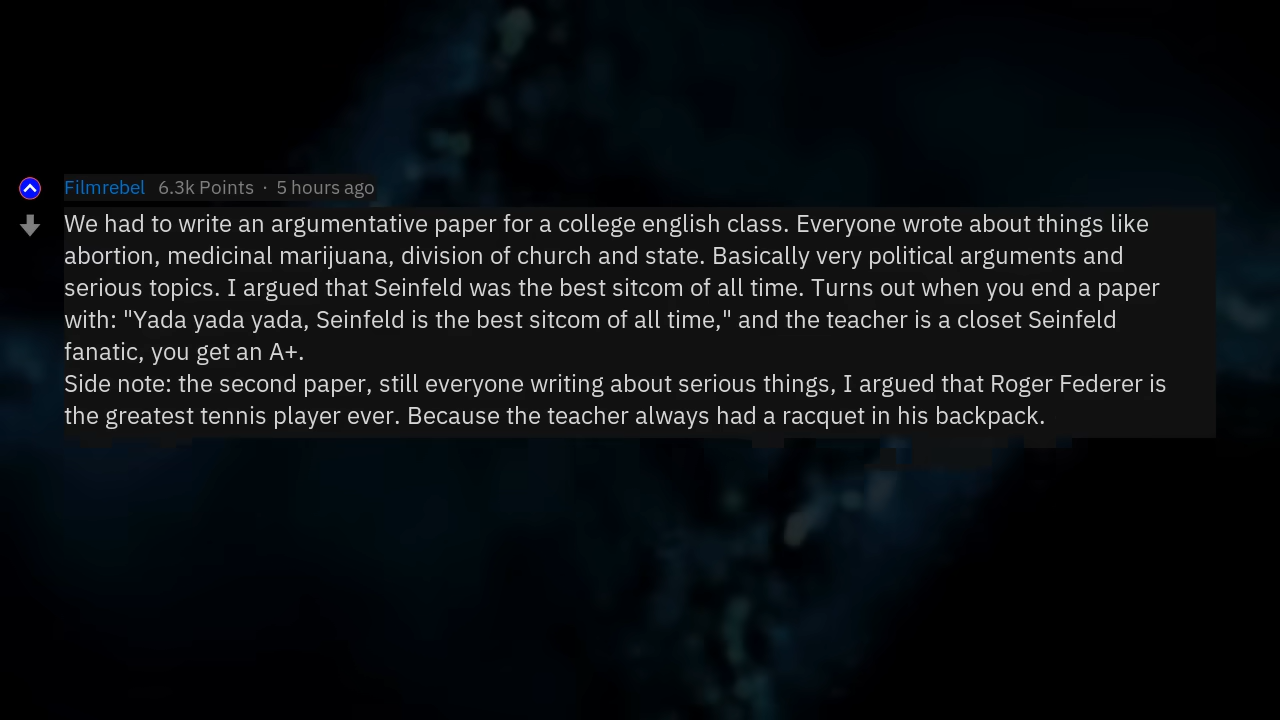 Filmrebel 6.3k Points · 5 hours ago
We had to write an argumentative paper for a college english class. Everyone wrote about things like
abortion, medicinal marijuana, division of church and state. Basically very political arguments and
serious topics. I argued that Seinfeld was the best sitcom of all time. Turns out when you end a paper
with: "Yada yada yada, Seinfeld is the best sitcom of all time," and the teacher is a closet Seinfeld
fanatic, you get an A+.
Side note: the second paper, still everyone writing about serious things, I argued that Roger Federer is
the greatest tennis player ever. Because the teacher always had a racquet in his backpack.